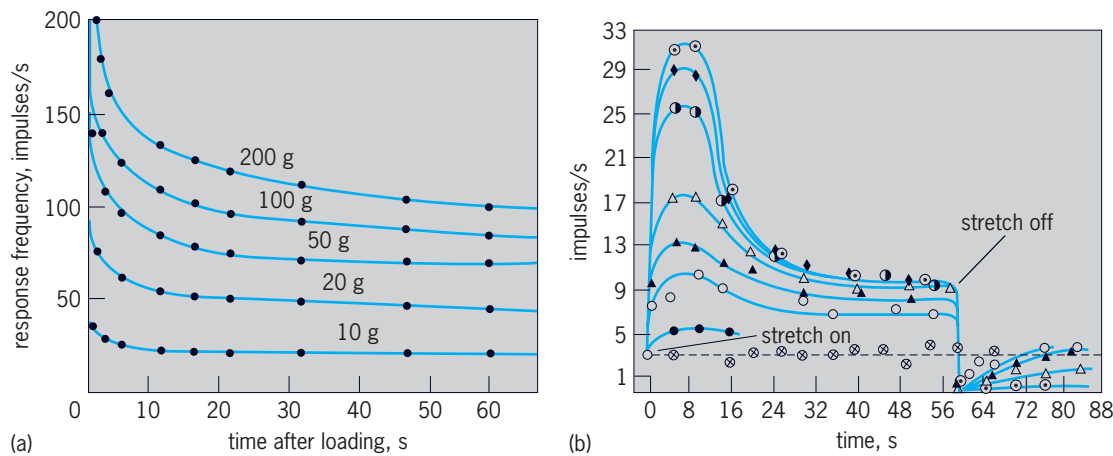 200
150
100
50
0
10
20
30
40
50
60
response frequency, impulses/s
time after loading, s
200 g
100 g
50 g
20 g
10 g
(a)
33
29
25
21
17
13
9
5
1
0
8
16
24
32
40
48
56
64
72
80
88
impulses/s
time, s
stretch off
stretch on
(b)